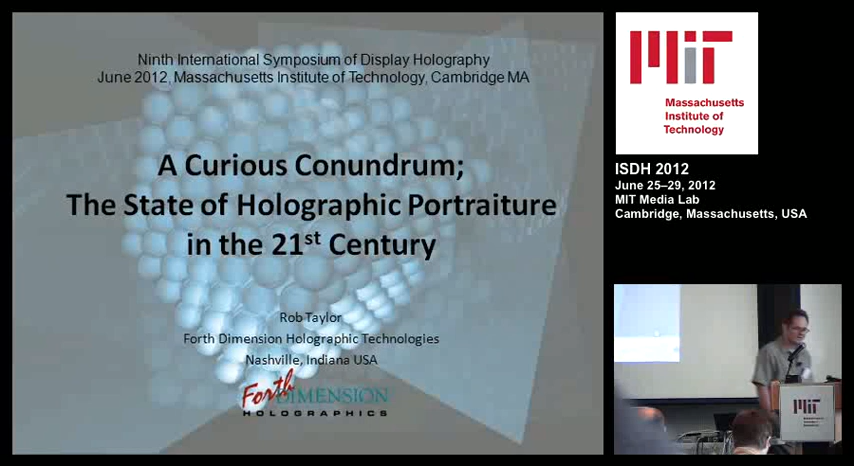 Ninth International Symposium of Display Holography
June 2012, Massachusetts Institute of Technology, Cambridge MA
A Curious Conundrum;
The State of Holographic Portraiture
in the 21st Century
Rob Taylor
Forth Dimension Holographic Technologies
Nashville, Indiana USA
Forth DIMENSION
HOLOGRAPHICS
MIT
Massachusetts
Institute of
Technology
ISDH 2012
June 25–29, 2012
MIT Media Lab
Cambridge, Massachusetts, USA
MIT